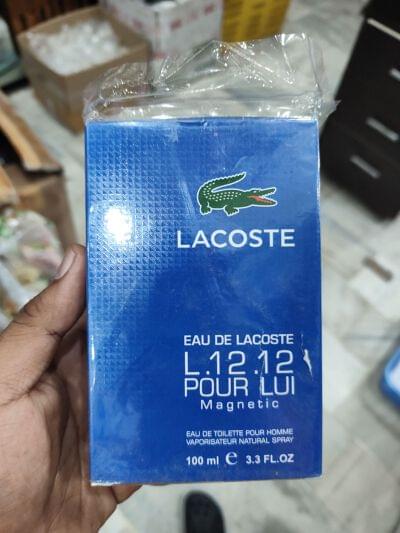 LACOSTE
EAU DE LACOSTE
L.12.12
POUR LUI
Magnetic
EAU DE TOILETTE POUR HOMME
VAPORISATEUR NATURAL SPRAY
100 ml e 3.3 FL.OZ